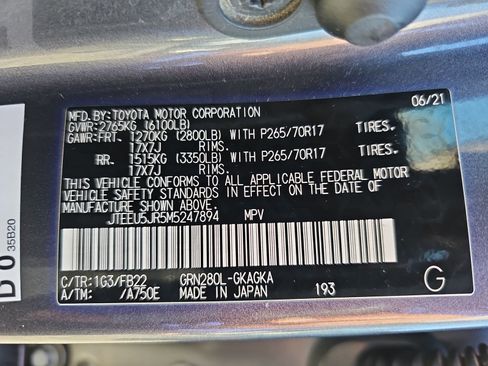 MFD.BY:TOYOTA MOTOR CORPORATION 06/21
GVWR:2765KG (6100LB)
GAWR:FRT. 1270KG (2800LB) WITH P265/70R17 TIRES.
17X7J RIMS.
RR. 1515KG (3350LB) WITH P265/70R17 TIRES.
17X7J RIMS.
THIS VEHICLE CONFORMS TO ALL APPLICABLE FEDERAL MOTOR
VEHICLE SAFETY STANDARDS IN EFFECT ON THE DATE OF
MANUFACTURE SHOWN ABOVE.
JTEEU5JR5M5247894 MPV
C/TR:1G3/FB22 GRN280L-GKAGKA
A/TM: /A750E MADE IN JAPAN 193 G
35B20